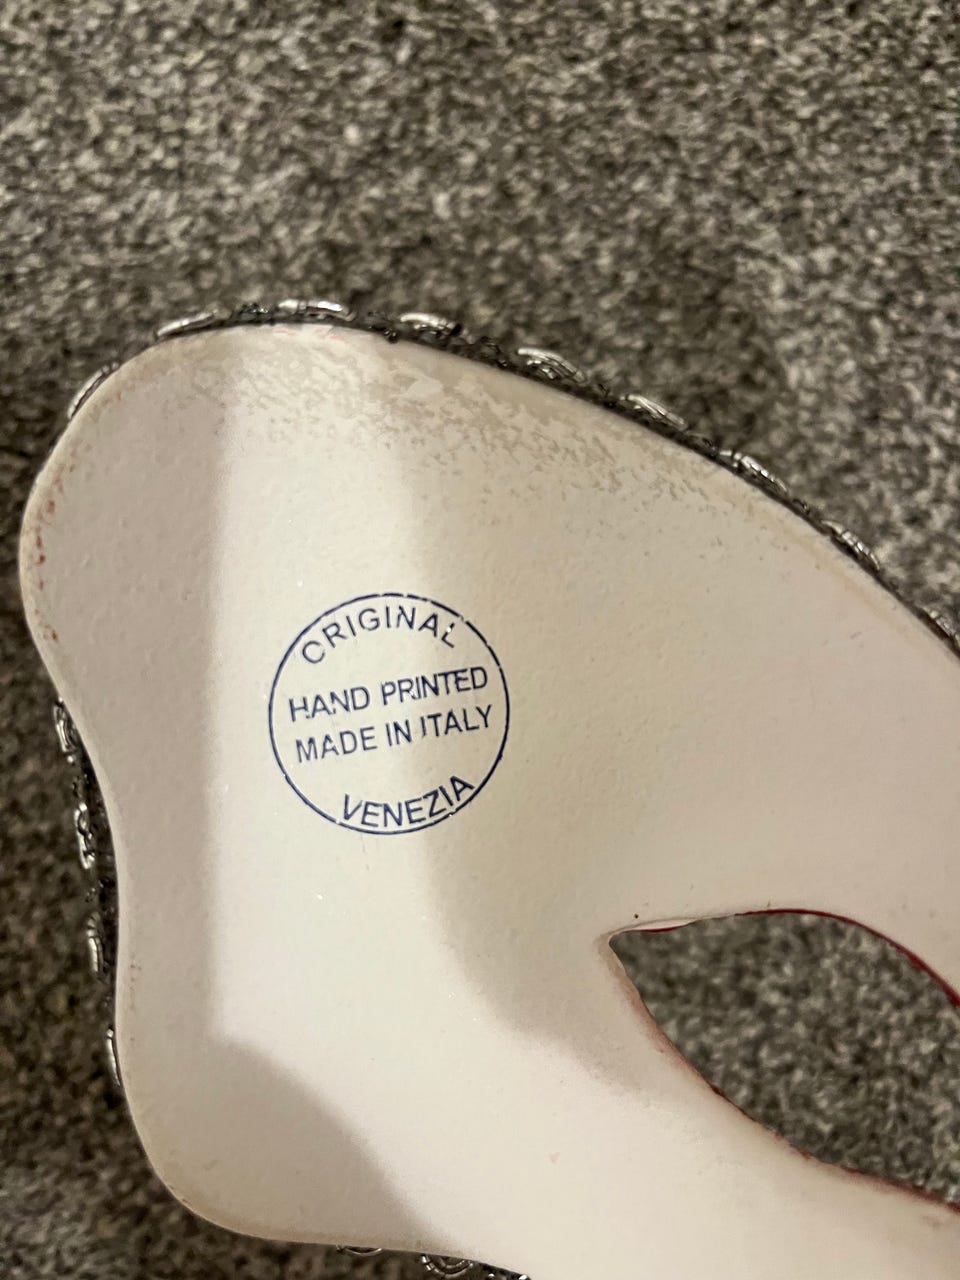 ORIGINAL
HAND PRINTED
MADE IN ITALY
VENEZIA